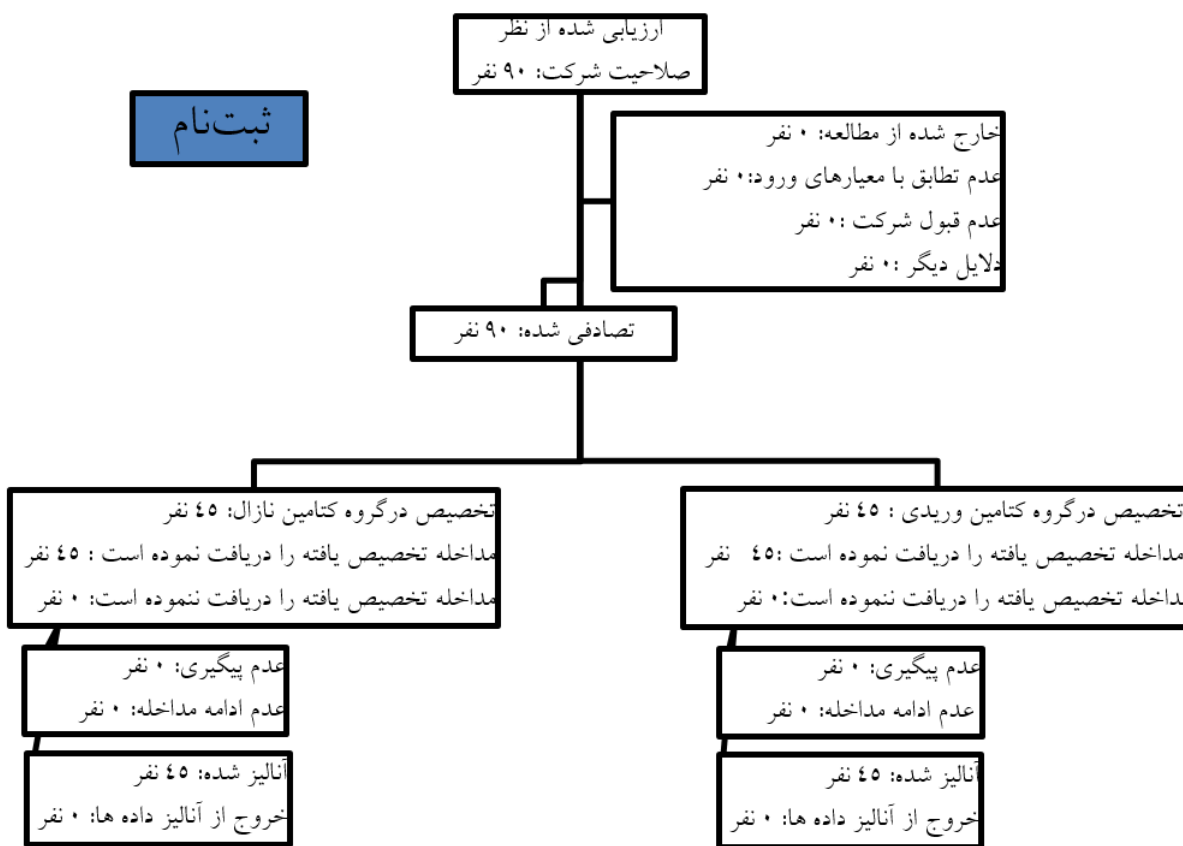 ارزیابی شده از نظر
صلاحیت شرکت: ۹۰ نفر
ثبت‌نام
خارج شده از مطالعه: ۰ نفر
عدم تطابق با معیارهای ورود:۰ نفر
عدم قبول شرکت :۰ نفر
دلایل دیگر :۰ نفر
تصادفی شده: ۹۰ نفر
تخصیص درگروه کتامین وریدی : ٤٥ نفر
مداخله تخصیص یافته را دریافت نموده است :٤٥ نفر
مداخله تخصیص یافته را دریافت ننموده است:۰ نفر
عدم پیگیری: ۰ نفر
عدم ادامه مداخله: ۰ نفر
آنالیز شده: ٤٥ نفر
خروج از آنالیز داده ها: ۰ نفر
تخصیص درگروه کتامین نازال: ٤٥ نفر
مداخله تخصیص یافته را دریافت نموده است : ٤٥ نفر
مداخله تخصیص یافته را دریافت ننموده است: ۰ نفر
عدم پیگیری: ۰ نفر
عدم ادامه مداخله: ۰ نفر
آنالیز شده: ٤٥ نفر
خروج از آنالیز داده ها: ۰ نفر